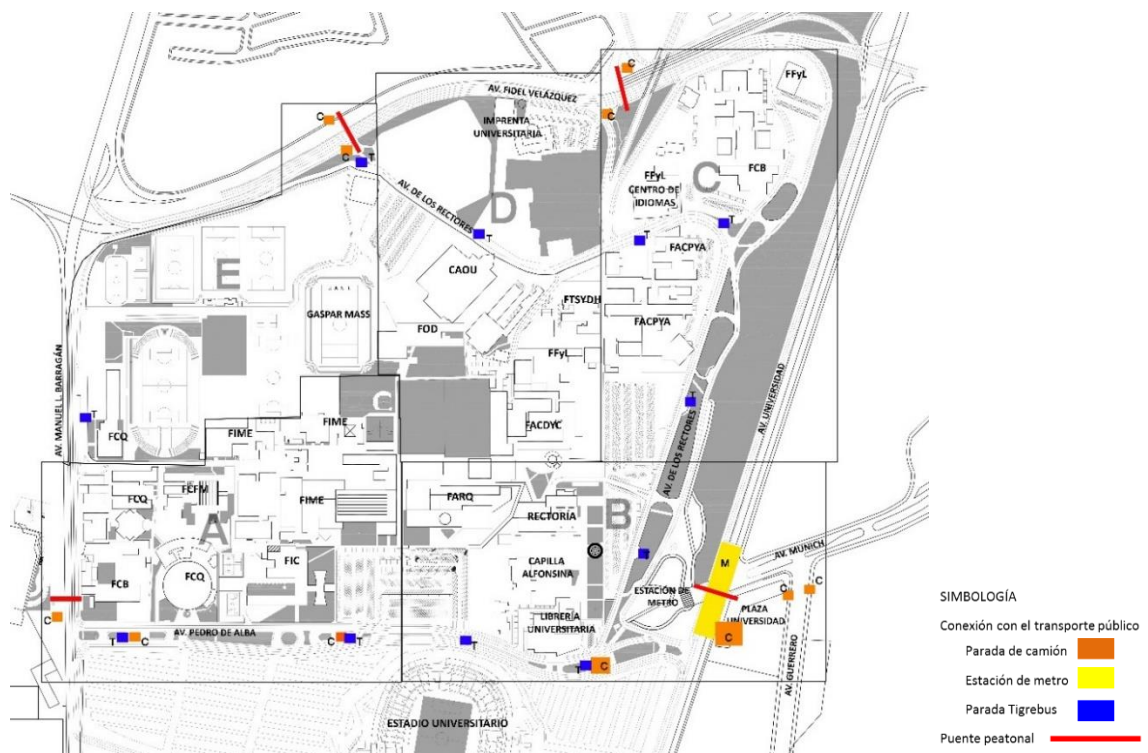 C
FFyL
AV. FIDEL VELÁZQUEZ
IMPRENTA
UNIVERSITARIA
C
C
C
T
FCB
C
FFyL
CENTRO DE
IDIOMAS
AV. DE LOS RECTORES
D
T
T
T
FACPYA
E
CAOU
FTSYDH
GASPAR MASS
FOD
FACPYA
FFyL
AV. MANUEL L. BARRAGÁN
AV. UNIVERSIDAD
T
FCQ
FIME
FIME
FACDYC
T
AV. DE LOS RECTORES
FCQ
FCFM
FIME
FARQ
RECTORÍA
A
B
FIC
CAPILLA
ALFONSINA
T
M
AV. MUNICH
FCB
FCQ
ESTACIÓN DE
METRO
C
C
C
LIBRERÍA
UNIVERSITARIA
PLAZA
UNIVERSIDAD
C
T
C
AV. PEDRO DE ALBA
C
T
T
T
C
AV. GUERRERO
ESTADIO UNIVERSITARIO
SIMBOLOGÍA
Conexión con el transporte público
Parada de camión
Estación de metro
Parada Tigrebus
Puente peatonal